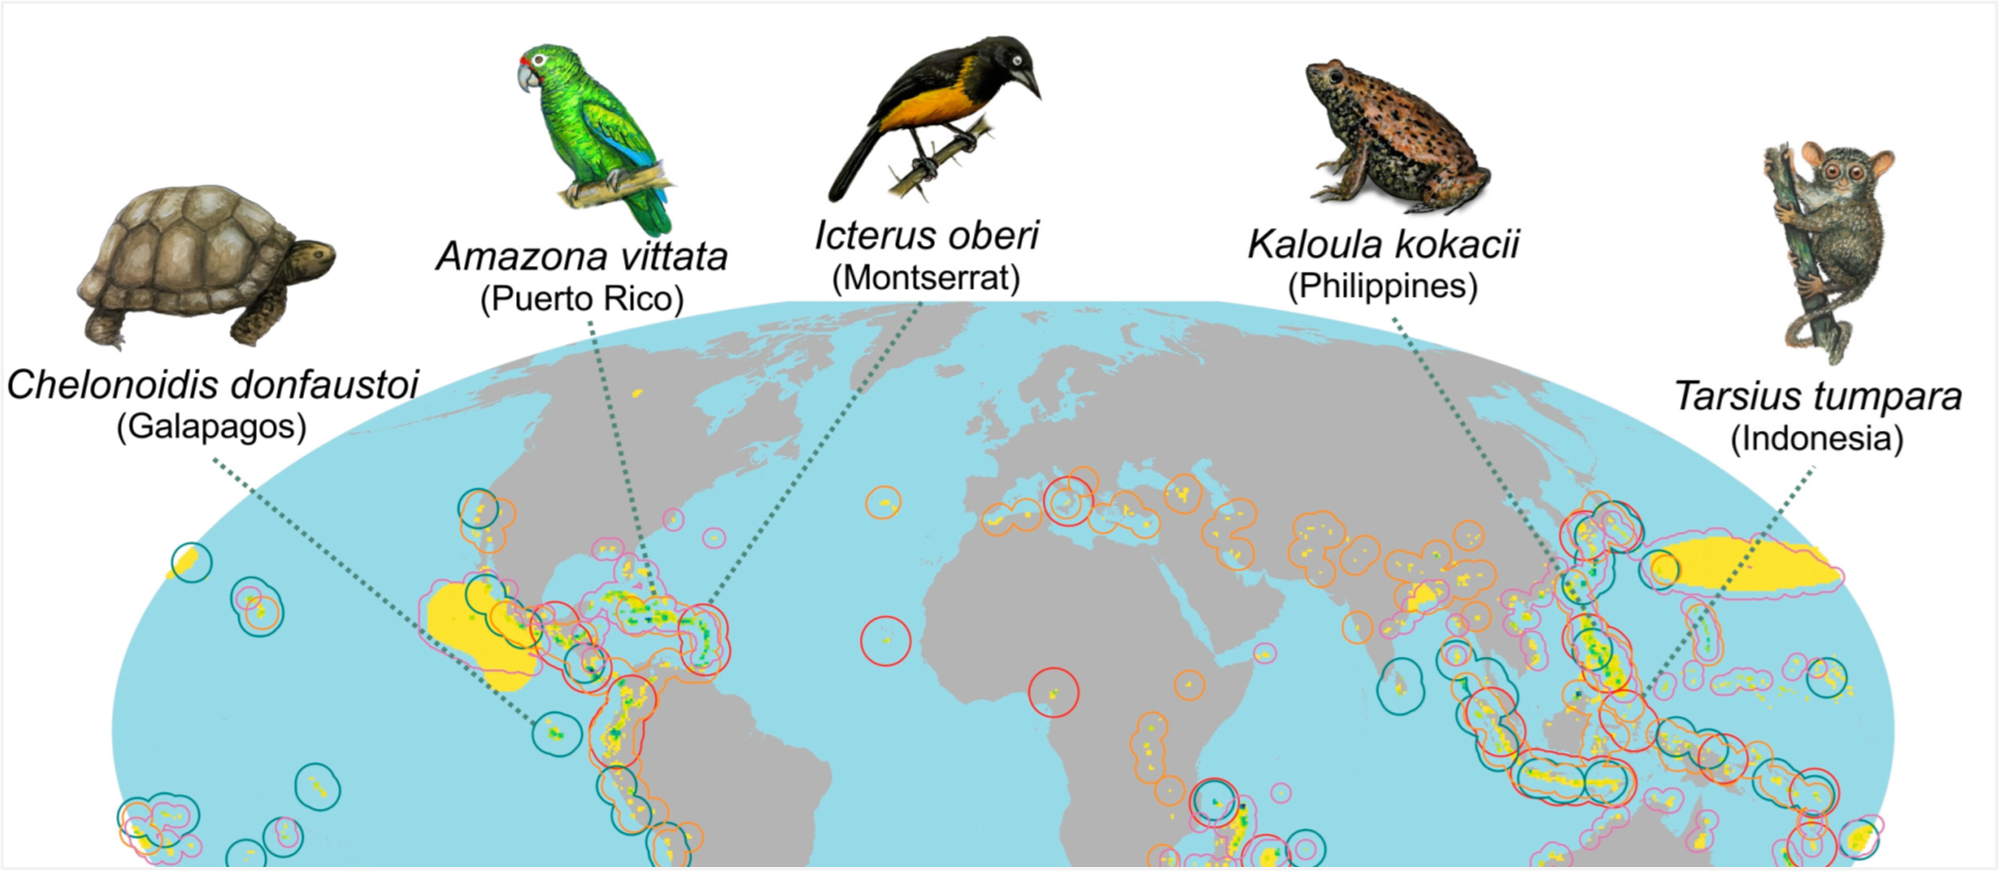 Chelonoidis donfaustoi
(Galapagos)
Amazona vittata
(Puerto Rico)
Icterus oberi
(Montserrat)
Kaloula kokacii
(Philippines)
Tarsius tumpara
(Indonesia)